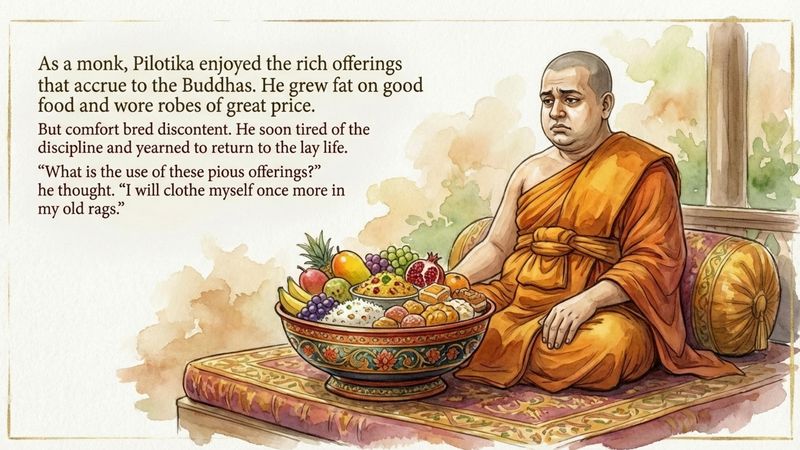 As a monk, Pilotika enjoyed the rich offerings
that accrue to the Buddhas. He grew fat on good
food and wore robes of great price.
But comfort bred discontent. He soon tired of the
discipline and yearned to return to the lay life.
“What is the use of these pious offerings?”
he thought. “I will clothe myself once more in
my old rags.”